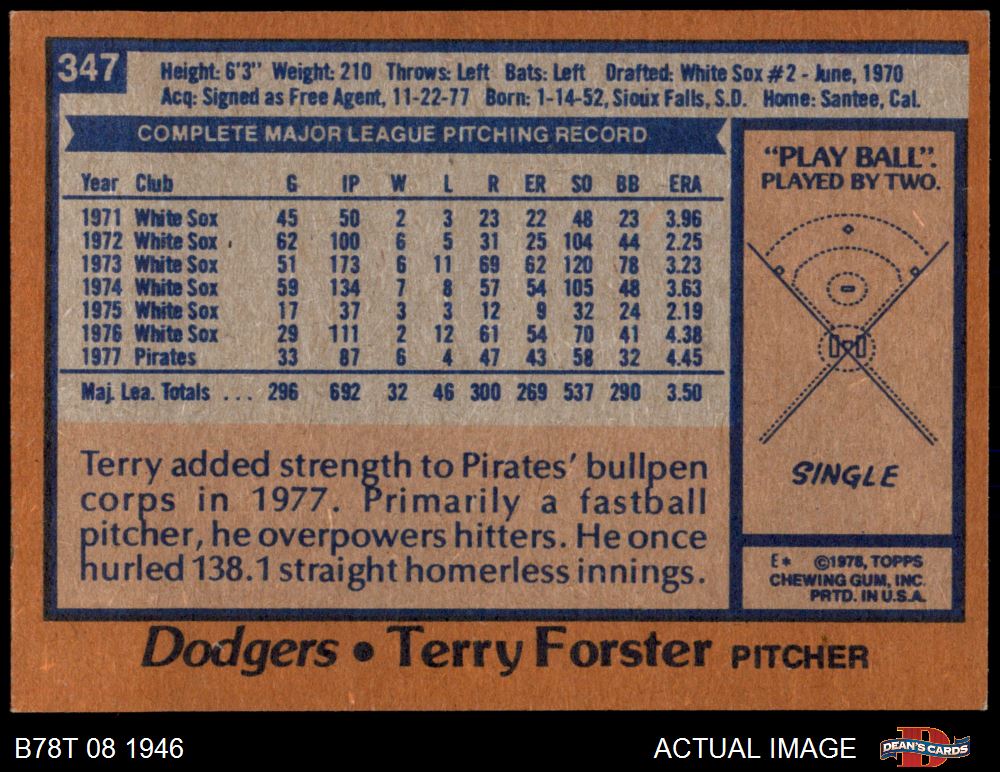 347
Height: 6'3" Weight: 210 Throws: Left Bats: Left Drafted: White Sox #2 - June, 1970
Acq: Signed as Free Agent, 11-22-77 Born: 1-14-52, Sioux Falls, S.D. Home: Santee, Cal.
COMPLETE MAJOR LEAGUE PITCHING RECORD
Year Club G IP W L R ER SO BB ERA
1971 White Sox 45 50 2 3 23 22 48 23 3.96
1972 White Sox 62 100 6 5 31 25 104 44 2.25
1973 White Sox 51 173 6 11 69 62 120 78 3.23
1974 White Sox 59 134 7 8 57 54 105 48 3.63
1975 White Sox 17 37 3 3 12 9 32 24 2.19
1976 White Sox 29 111 2 12 61 54 70 41 4.38
1977 Pirates 33 87 6 4 47 43 58 32 4.45
Maj. Lea. Totals ... 296 692 32 46 300 269 537 290 3.50
Terry added strength to Pirates' bullpen
corps in 1977. Primarily a fastball
pitcher, he overpowers hitters. He once
hurled 138.1 straight homerless innings.
"PLAY BALL".
PLAYED BY TWO.
SINGLE
E* ©1978, TOPPS
CHEWING GUM, INC.
PRTD. IN U.S.A.
Dodgers • Terry Forster PITCHER
B78T 08 1946
ACTUAL IMAGE
D
DEAN'S CARDS